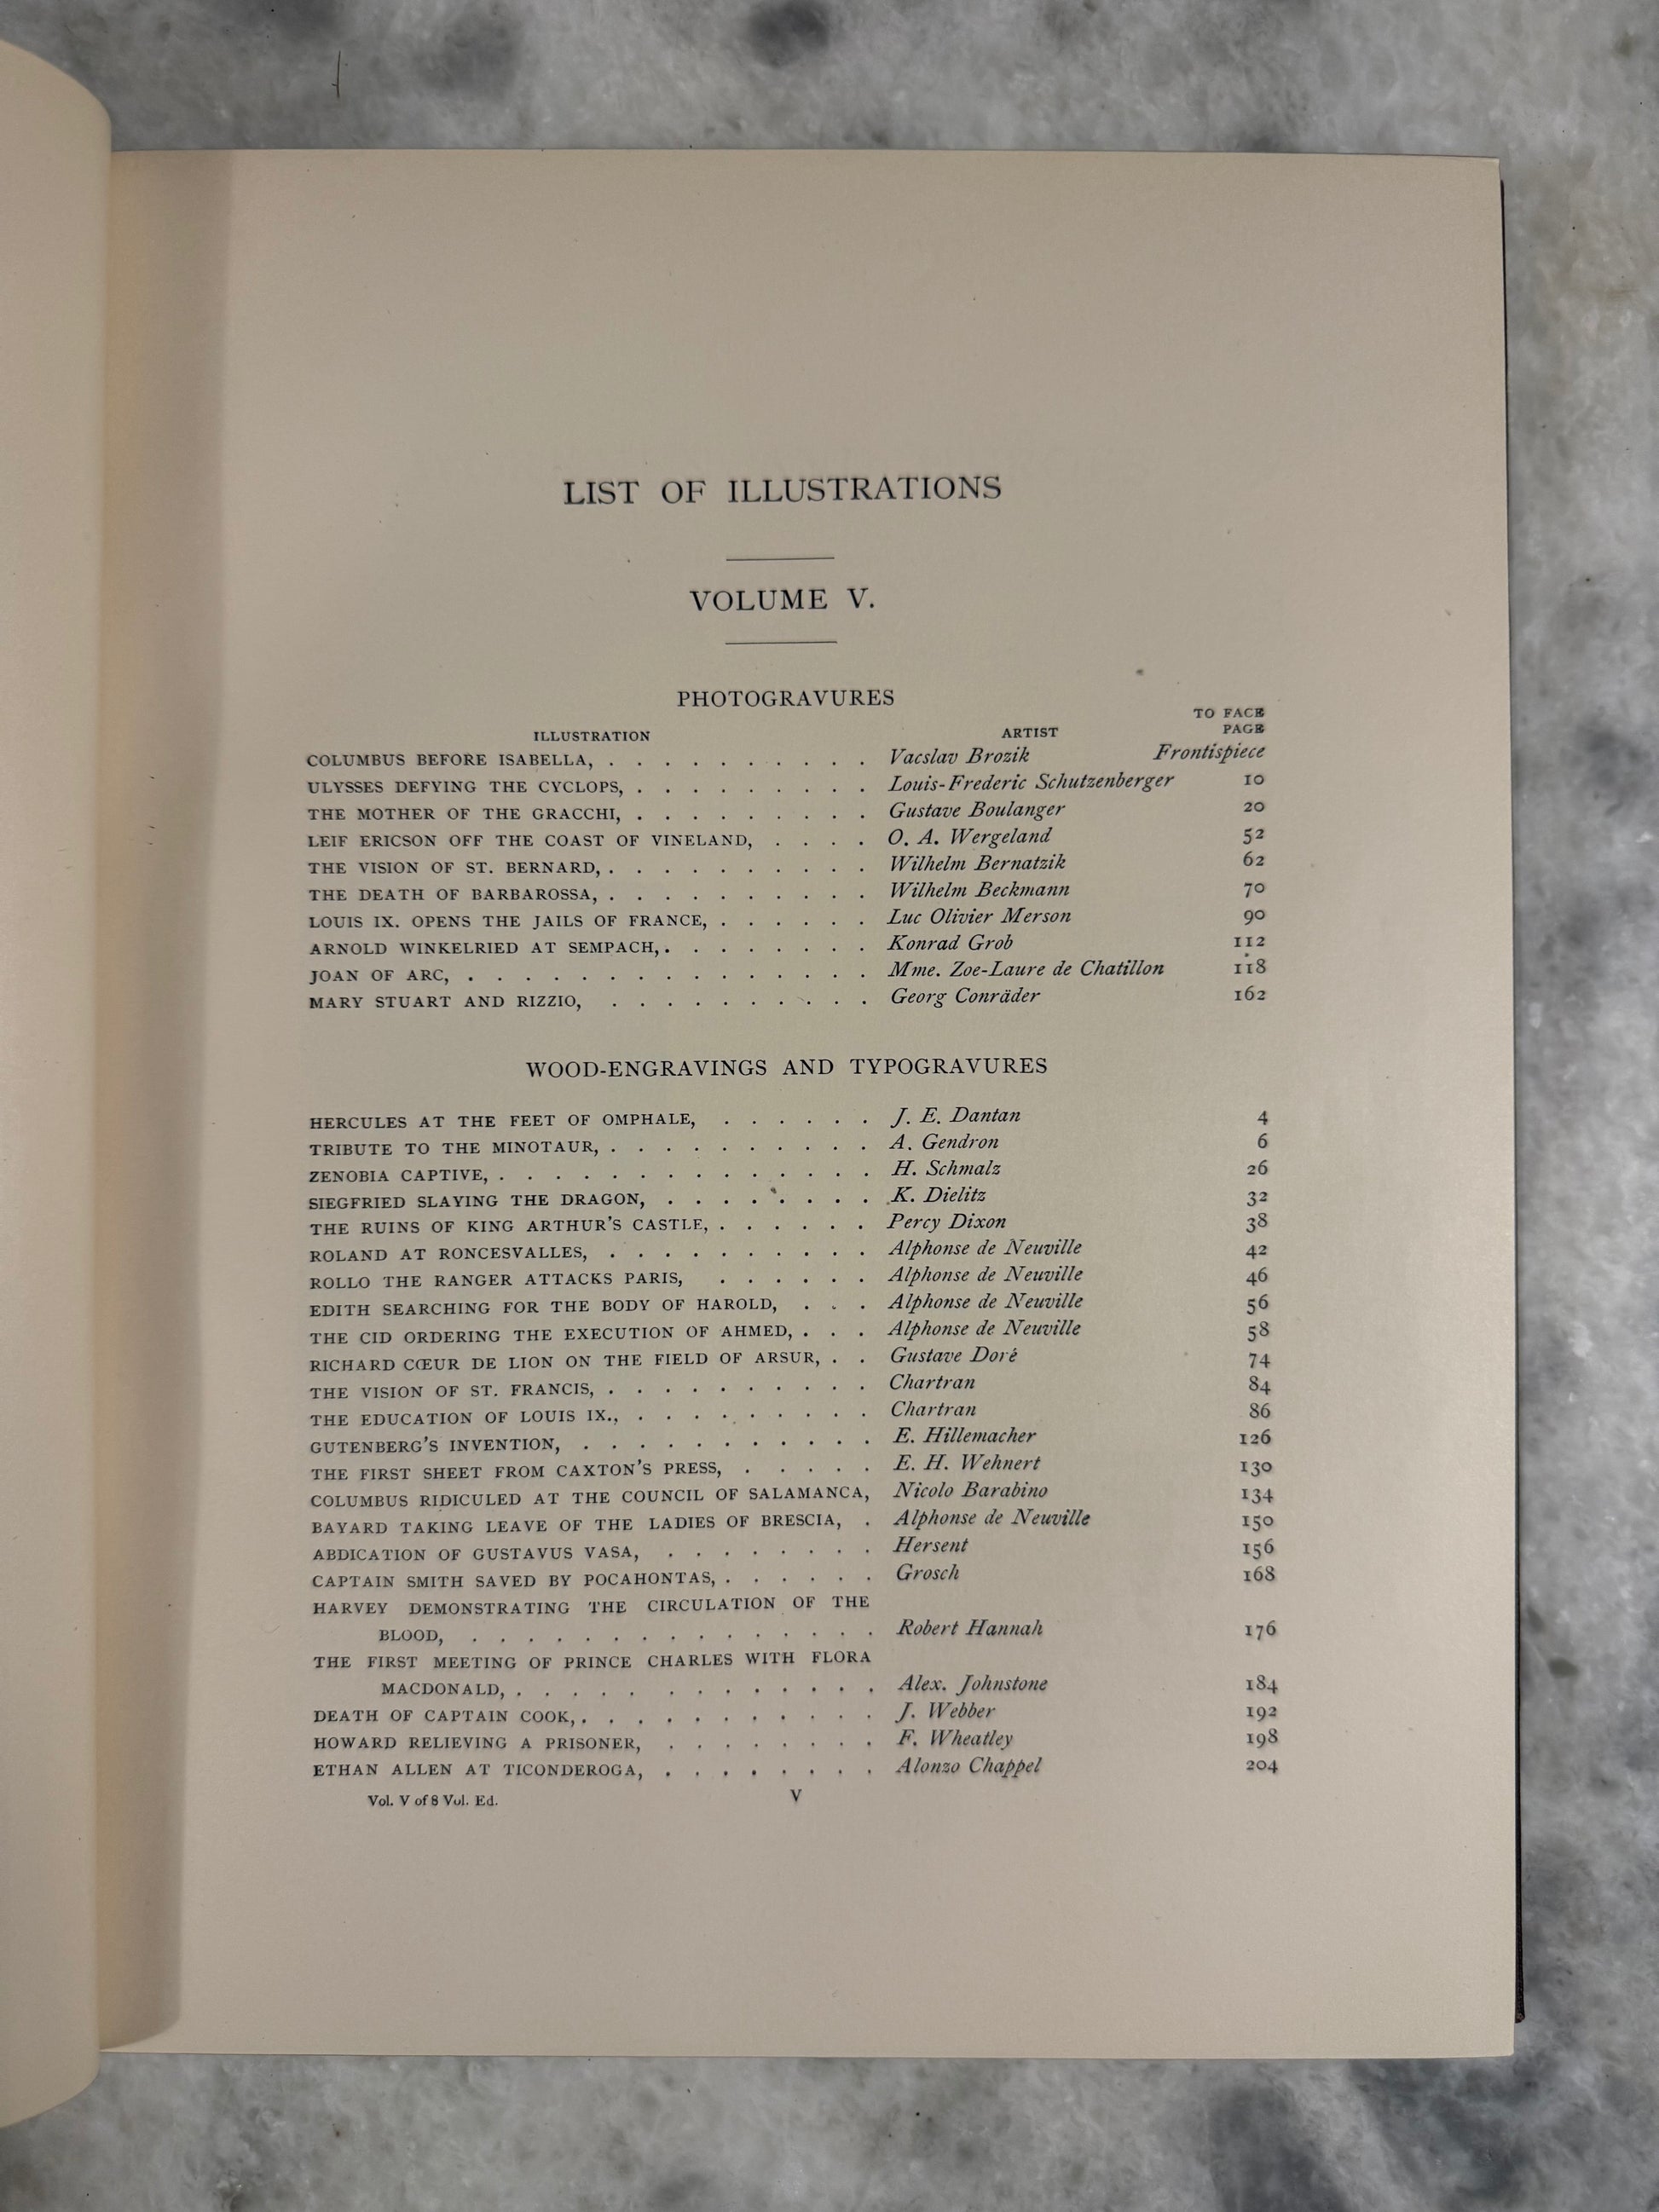 LIST OF ILLUSTRATIONS
VOLUME V.
PHOTOGRAVURES
TO FACE
ILLUSTRATION ARTIST PAGE
COLUMBUS BEFORE ISABELLA, . . . . . . . . . . Vacslav Brozik Frontispiece
ULYSSES DEFYING THE CYCLOPS, . . . . . . . . . Louis-Frederic Schutzenberger 10
THE MOTHER OF THE GRACCHI, . . . . . . . . . Gustave Boulanger 20
LEIF ERICSON OFF THE COAST OF VINELAND, . . . . O. A. Wergeland 52
THE VISION OF ST. BERNARD, . . . . . . . . . . Wilhelm Bernatzik 62
THE DEATH OF BARBAROSSA, . . . . . . . . . . Wilhelm Beckmann 70
LOUIS IX. OPENS THE JAILS OF FRANCE, . . . . . . Luc Olivier Merson 90
ARNOLD WINKELRIED AT SEMPACH, . . . . . . . . Konrad Grob 112
JOAN OF ARC, . . . . . . . . . . . . . . . Mme. Zoe-Laure de Chatillon 118
MARY STUART AND RIZZIO, . . . . . . . . . . Georg Conräder 162
WOOD-ENGRAVINGS AND TYPOGRAVURES
HERCULES AT THE FEET OF OMPHALE, . . . . . . J. E. Dantan 4
TRIBUTE TO THE MINOTAUR, . . . . . . . . . . A. Gendron 6
ZENOBIA CAPTIVE, . . . . . . . . . . . . . . H. Schmalz 26
SIEGFRIED SLAYING THE DRAGON, . . . . . . . . K. Dielitz 32
THE RUINS OF KING ARTHUR'S CASTLE, . . . . . . Percy Dixon 38
ROLAND AT RONCESVALLES, . . . . . . . . . . Alphonse de Neuville 42
ROLLO THE RANGER ATTACKS PARIS, . . . . . . Alphonse de Neuville 46
EDITH SEARCHING FOR THE BODY OF HAROLD, . . . Alphonse de Neuville 56
THE CID ORDERING THE EXECUTION OF AHMED, . . . Alphonse de Neuville 58
RICHARD CŒUR DE LION ON THE FIELD OF ARSUR, . . Gustave Doré 74
THE VISION OF ST. FRANCIS, . . . . . . . . . . Chartran 84
THE EDUCATION OF LOUIS IX., . . . . . . . . . Chartran 86
GUTENBERG'S INVENTION, . . . . . . . . . . . E. Hillemacher 126
THE FIRST SHEET FROM CAXTON'S PRESS, . . . . . E. H. Wehnert 130
COLUMBUS RIDICULED AT THE COUNCIL OF SALAMANCA, Nicolo Barabino 134
BAYARD TAKING LEAVE OF THE LADIES OF BRESCIA, . Alphonse de Neuville 150
ABDICATION OF GUSTAVUS VASA, . . . . . . . . Hersent 156
CAPTAIN SMITH SAVED BY POCAHONTAS, . . . . . . Grosch 168
HARVEY DEMONSTRATING THE CIRCULATION OF THE
BLOOD, . . . . . . . . . . . . . . . Robert Hannah 176
THE FIRST MEETING OF PRINCE CHARLES WITH FLORA
MACDONALD, . . . . . . . . . . . . . Alex. Johnstone 184
DEATH OF CAPTAIN COOK, . . . . . . . . . . . J. Webber 192
HOWARD RELIEVING A PRISONER, . . . . . . . . F. Wheatley 198
ETHAN ALLEN AT TICONDEROGA, . . . . . . . . Alonzo Chappel 204
Vol. V of 8 Vol. Ed. V